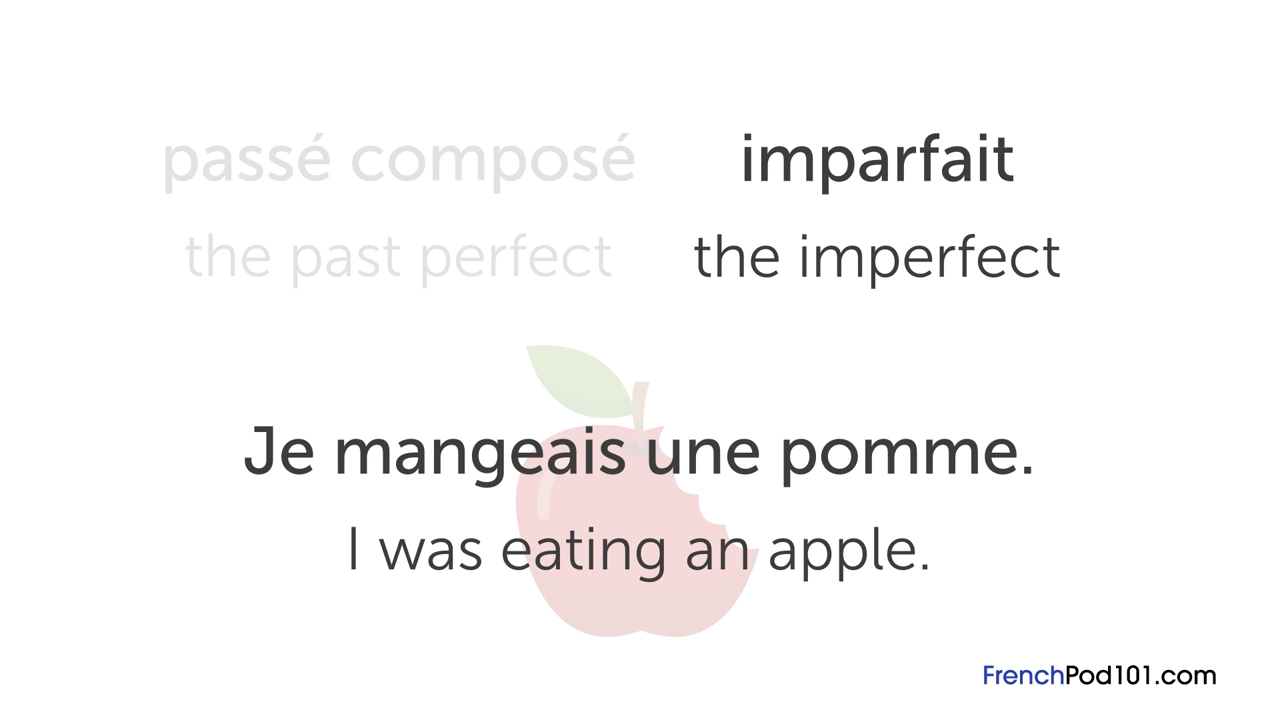 passé composé
imparfait
the past perfect
the imperfect
Je mangeais une pomme.
I was eating an apple.
FrenchPod101.com